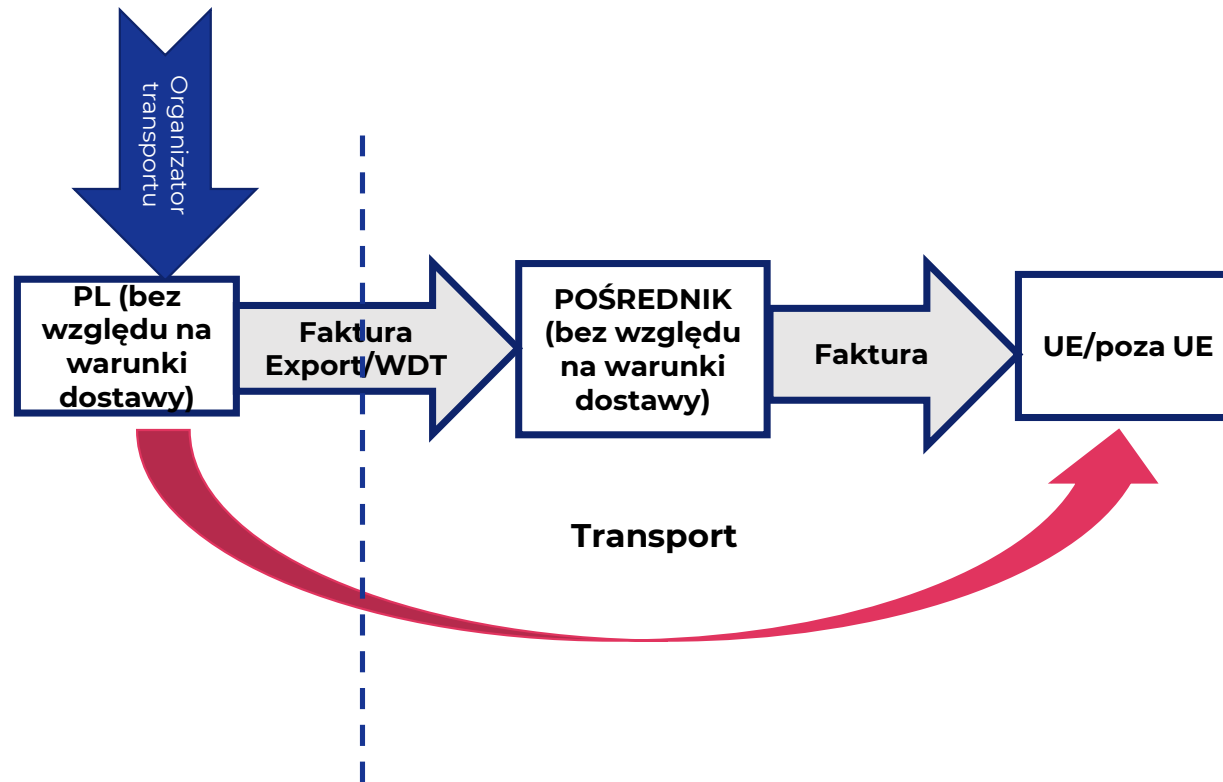 Organizator
transportu
PL (bez
względu na
warunki
dostawy)
Faktura
Export/WDT
POŚREDNIK
(bez względu
na warunki
dostawy)
Faktura
UE/poza UE
Transport